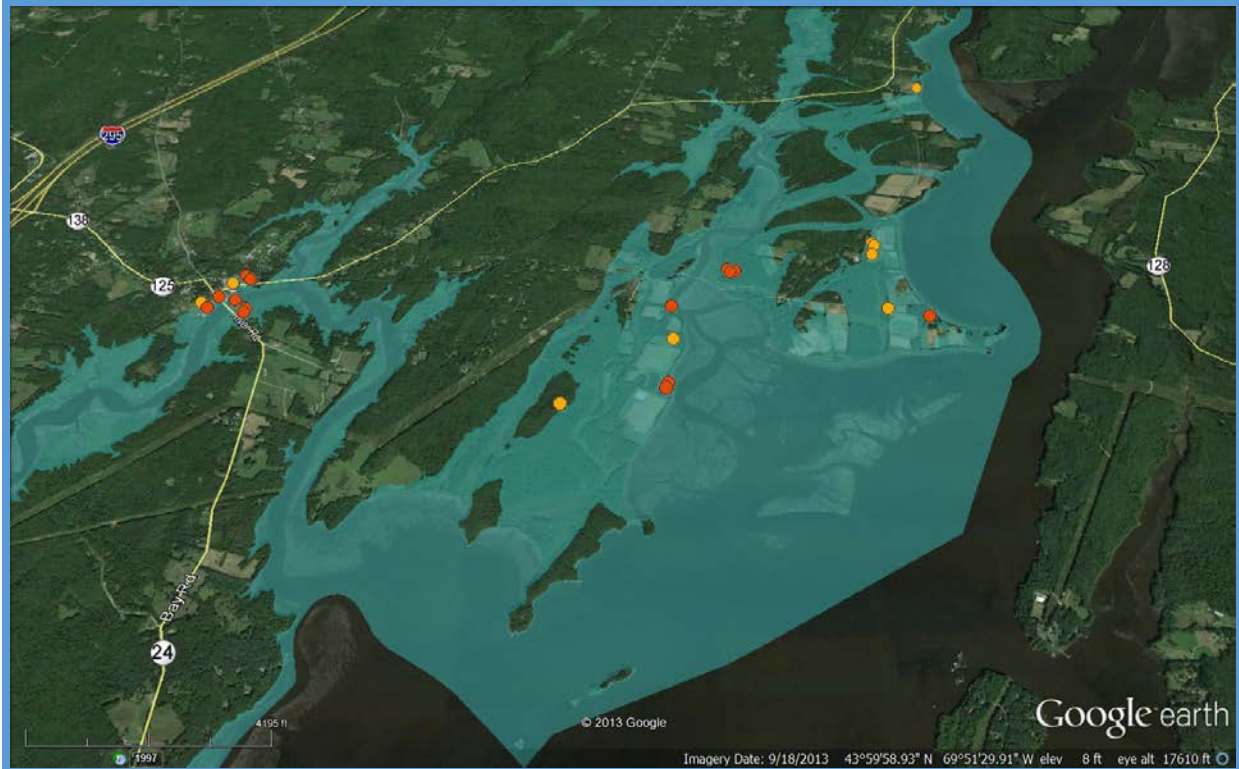 295
138
125
128
Bay Rd
24
4195 ft
© 2013 Google
Google earth
1997
Imagery Date: 9/18/2013 43°59'58.93" N 69°51'29.91" W elev 8 ft eye alt 17610 ft